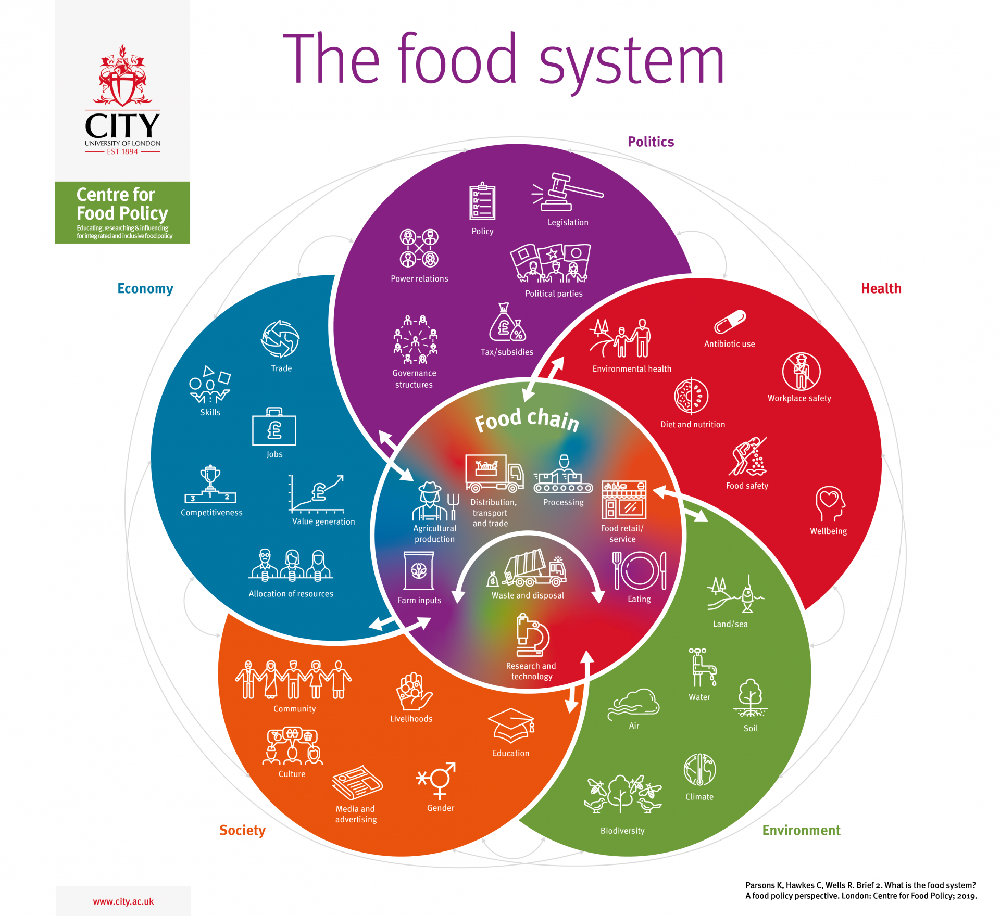 The food system
CITY
UNIVERSITY OF LONDON
EST 1894
Centre for
Food Policy
Educating, researching & influencing
for integrated and inclusive food policy
Politics
Policy
Legislation
Power relations
Political parties
Tax/subsidies
Governance
structures
Economy
Trade
Skills
£
Jobs
3 1 2
Competitiveness
£
Value generation
Allocation of resources
£
%
Health
Environmental health
Antibiotic use
Workplace safety
Diet and nutrition
Food safety
Wellbeing
Food chain
Distribution,
transport
and trade
Processing
Agricultural
production
Food retail/
service
Farm inputs
Waste and disposal
Eating
Research and
technology
Society
Community
Livelihoods
Education
Culture
Media and
advertising
Gender
Environment
Land/sea
Water
Air
Soil
Climate
Biodiversity
www.city.ac.uk
Parsons K, Hawkes C, Wells R. Brief 2. What is the food system?
A food policy perspective. London: Centre for Food Policy; 2019.